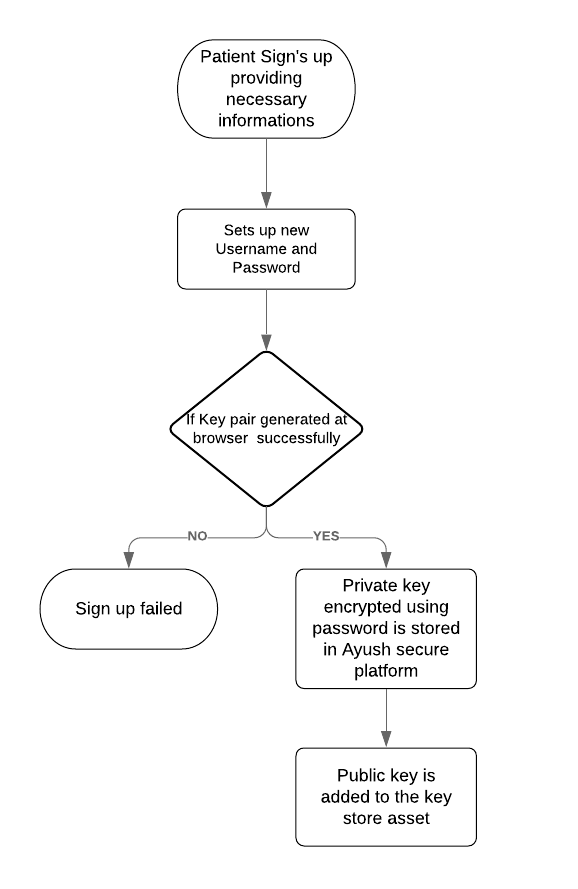 Patient Sign's up
providing
necessary
informations
Sets up new
Username and
Password
If Key pair generated at
browser successfully
NO
YES
Sign up failed
Private key
encrypted using
password is stored
in Ayush secure
platform
Public key is
added to the key
store asset